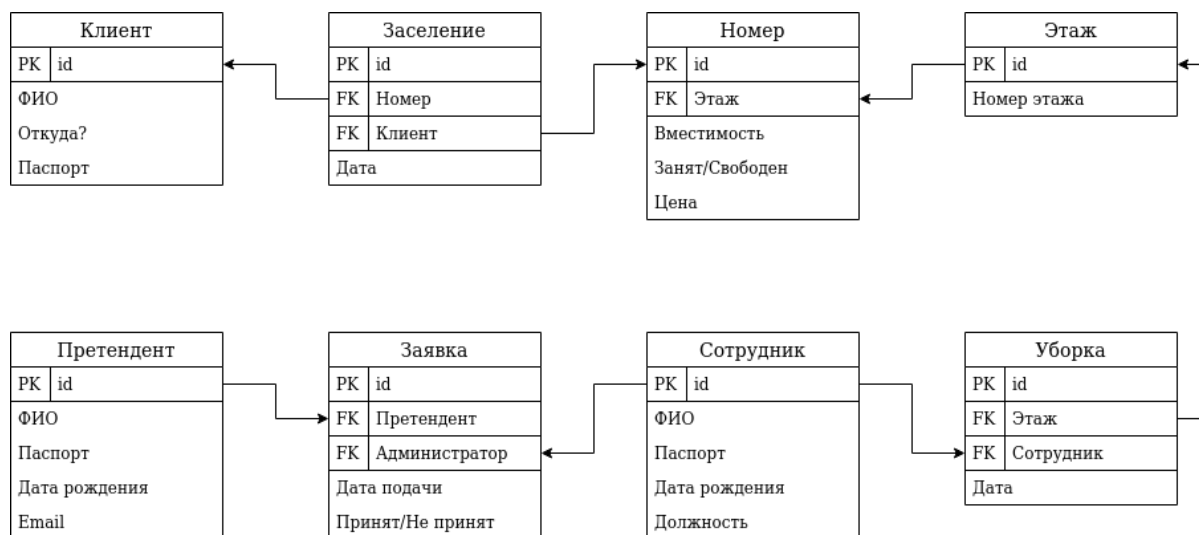 Клиент
PK id
ФИО
Откуда?
Паспорт
Заселение
PK id
FK Номер
FK Клиент
Дата
Номер
PK id
FK Этаж
Вместимость
Занят/Свободен
Цена
Этаж
PK id
Номер этажа
Претендент
PK id
ФИО
Паспорт
Дата рождения
Email
Заявка
PK id
FK Претендент
FK Администратор
Дата подачи
Принят/Не принят
Сотрудник
PK id
ФИО
Паспорт
Дата рождения
Должность
Уборка
PK id
FK Этаж
FK Сотрудник
Дата